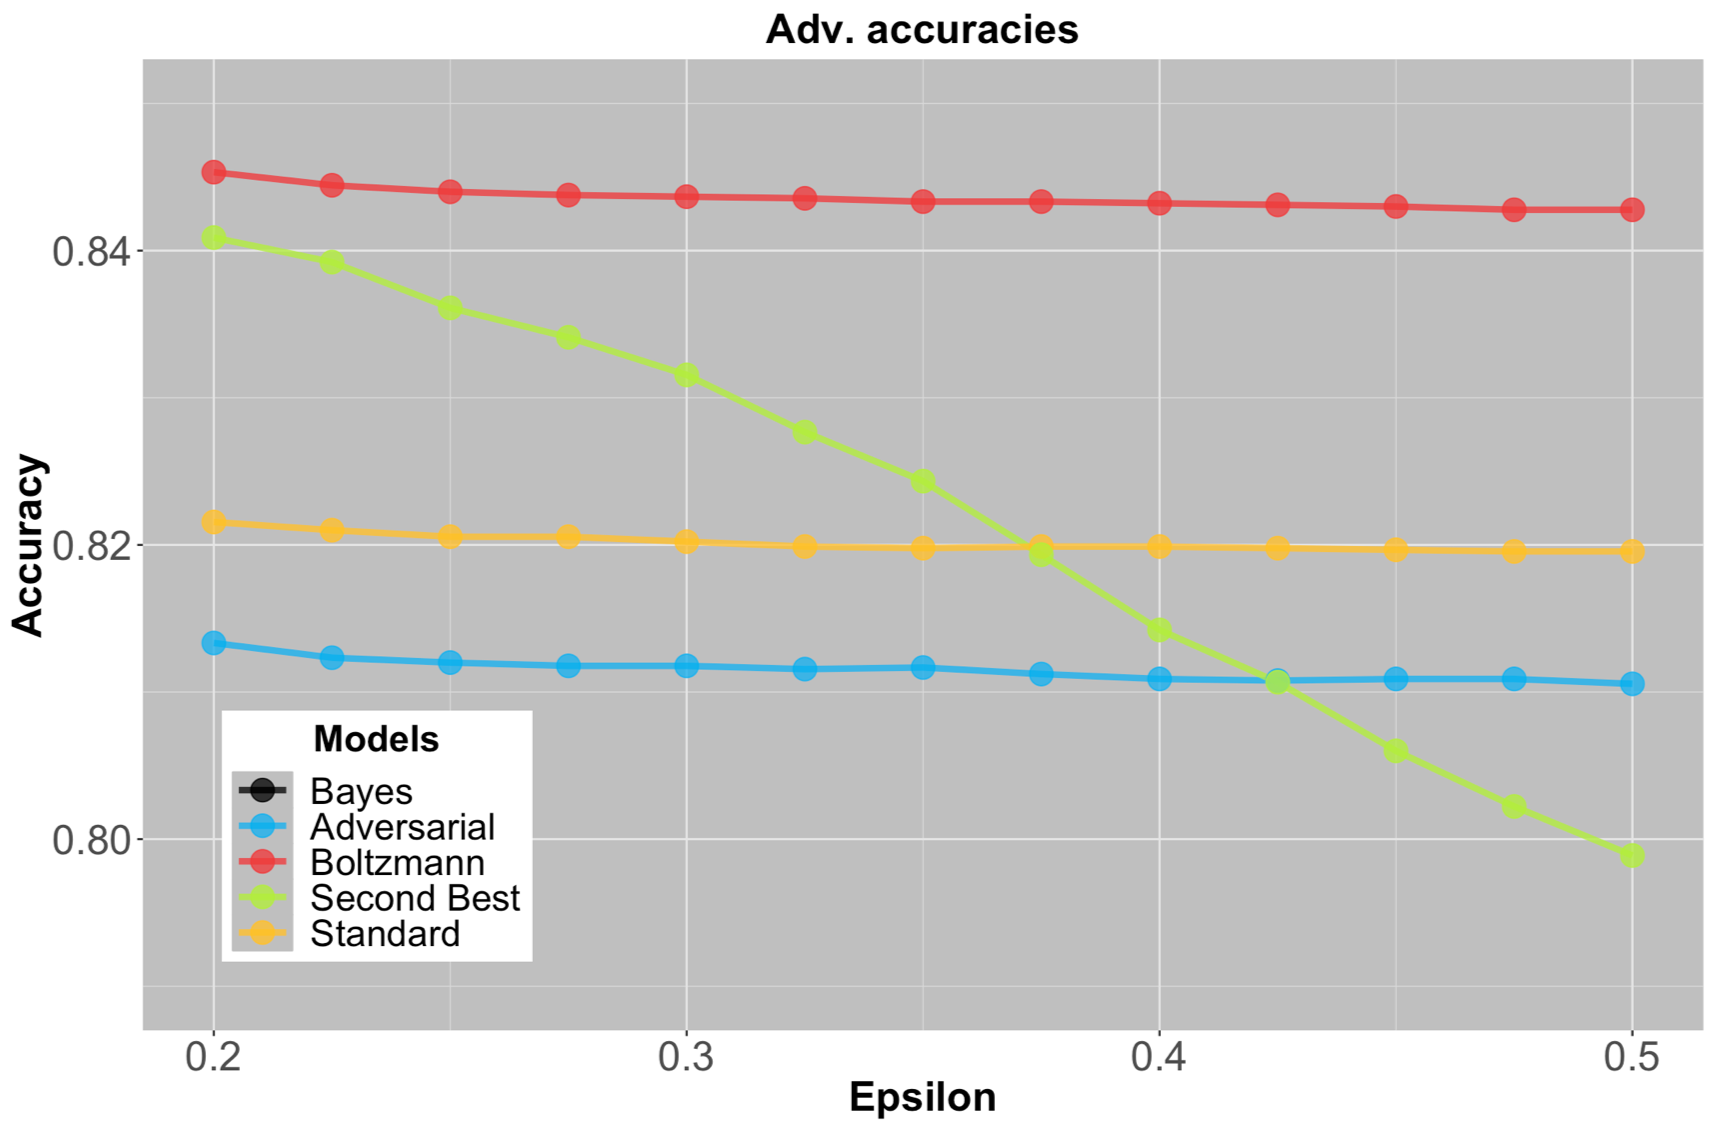 Adv. accuracies
Accuracy
0.84
0.82
0.80
Models
Bayes
Adversarial
Boltzmann
Second Best
Standard
0.2 0.3 0.4 0.5
Epsilon